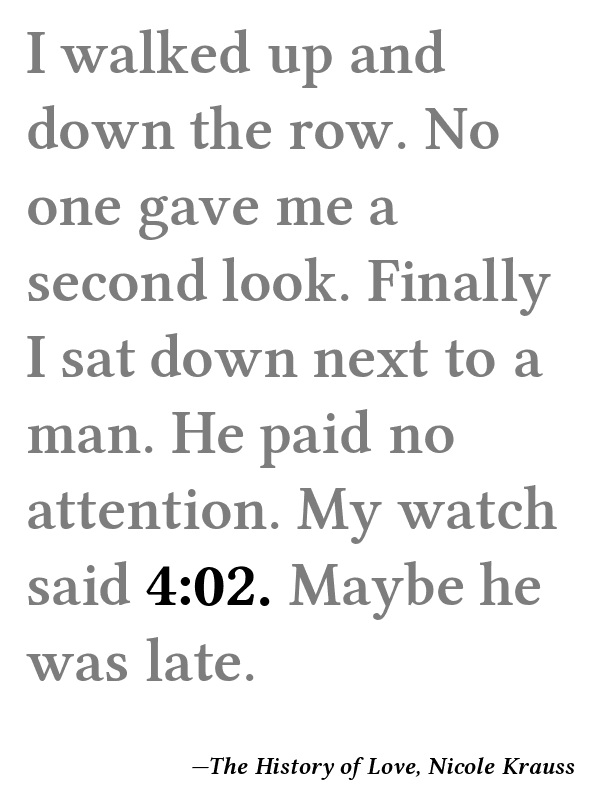 I walked up and
down the row. No
one gave me a
second look. Finally
I sat down next to a
man. He paid no
attention. My watch
said 4:02. Maybe he
was late.
—The History of Love, Nicole Krauss